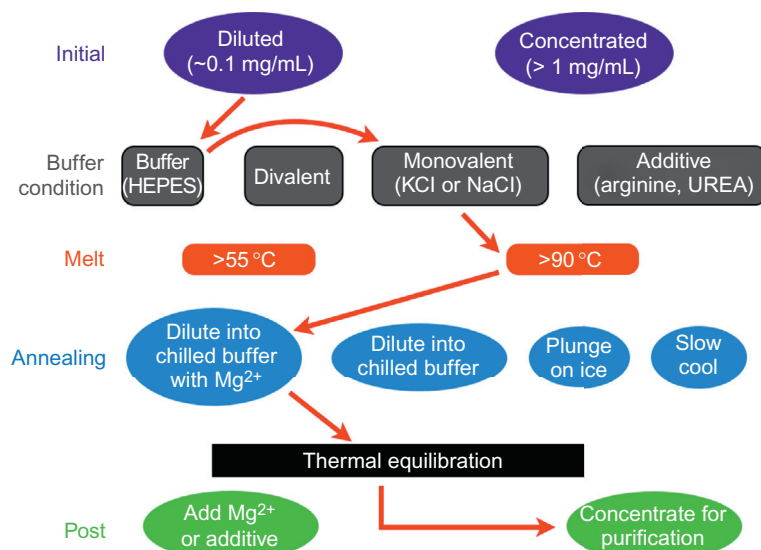 Initial
Diluted
(~0.1 mg/mL)
Concentrated
(> 1 mg/mL)
Buffer
condition
Buffer
(HEPES)
Divalent
Monovalent
(KCl or NaCl)
Additive
(arginine, UREA)
Melt
>55 °C
>90 °C
Annealing
Dilute into
chilled buffer
with Mg²⁺
Dilute into
chilled buffer
Plunge
on ice
Slow
cool
Thermal equilibration
Post
Add Mg²⁺
or additive
Concentrate for
purification